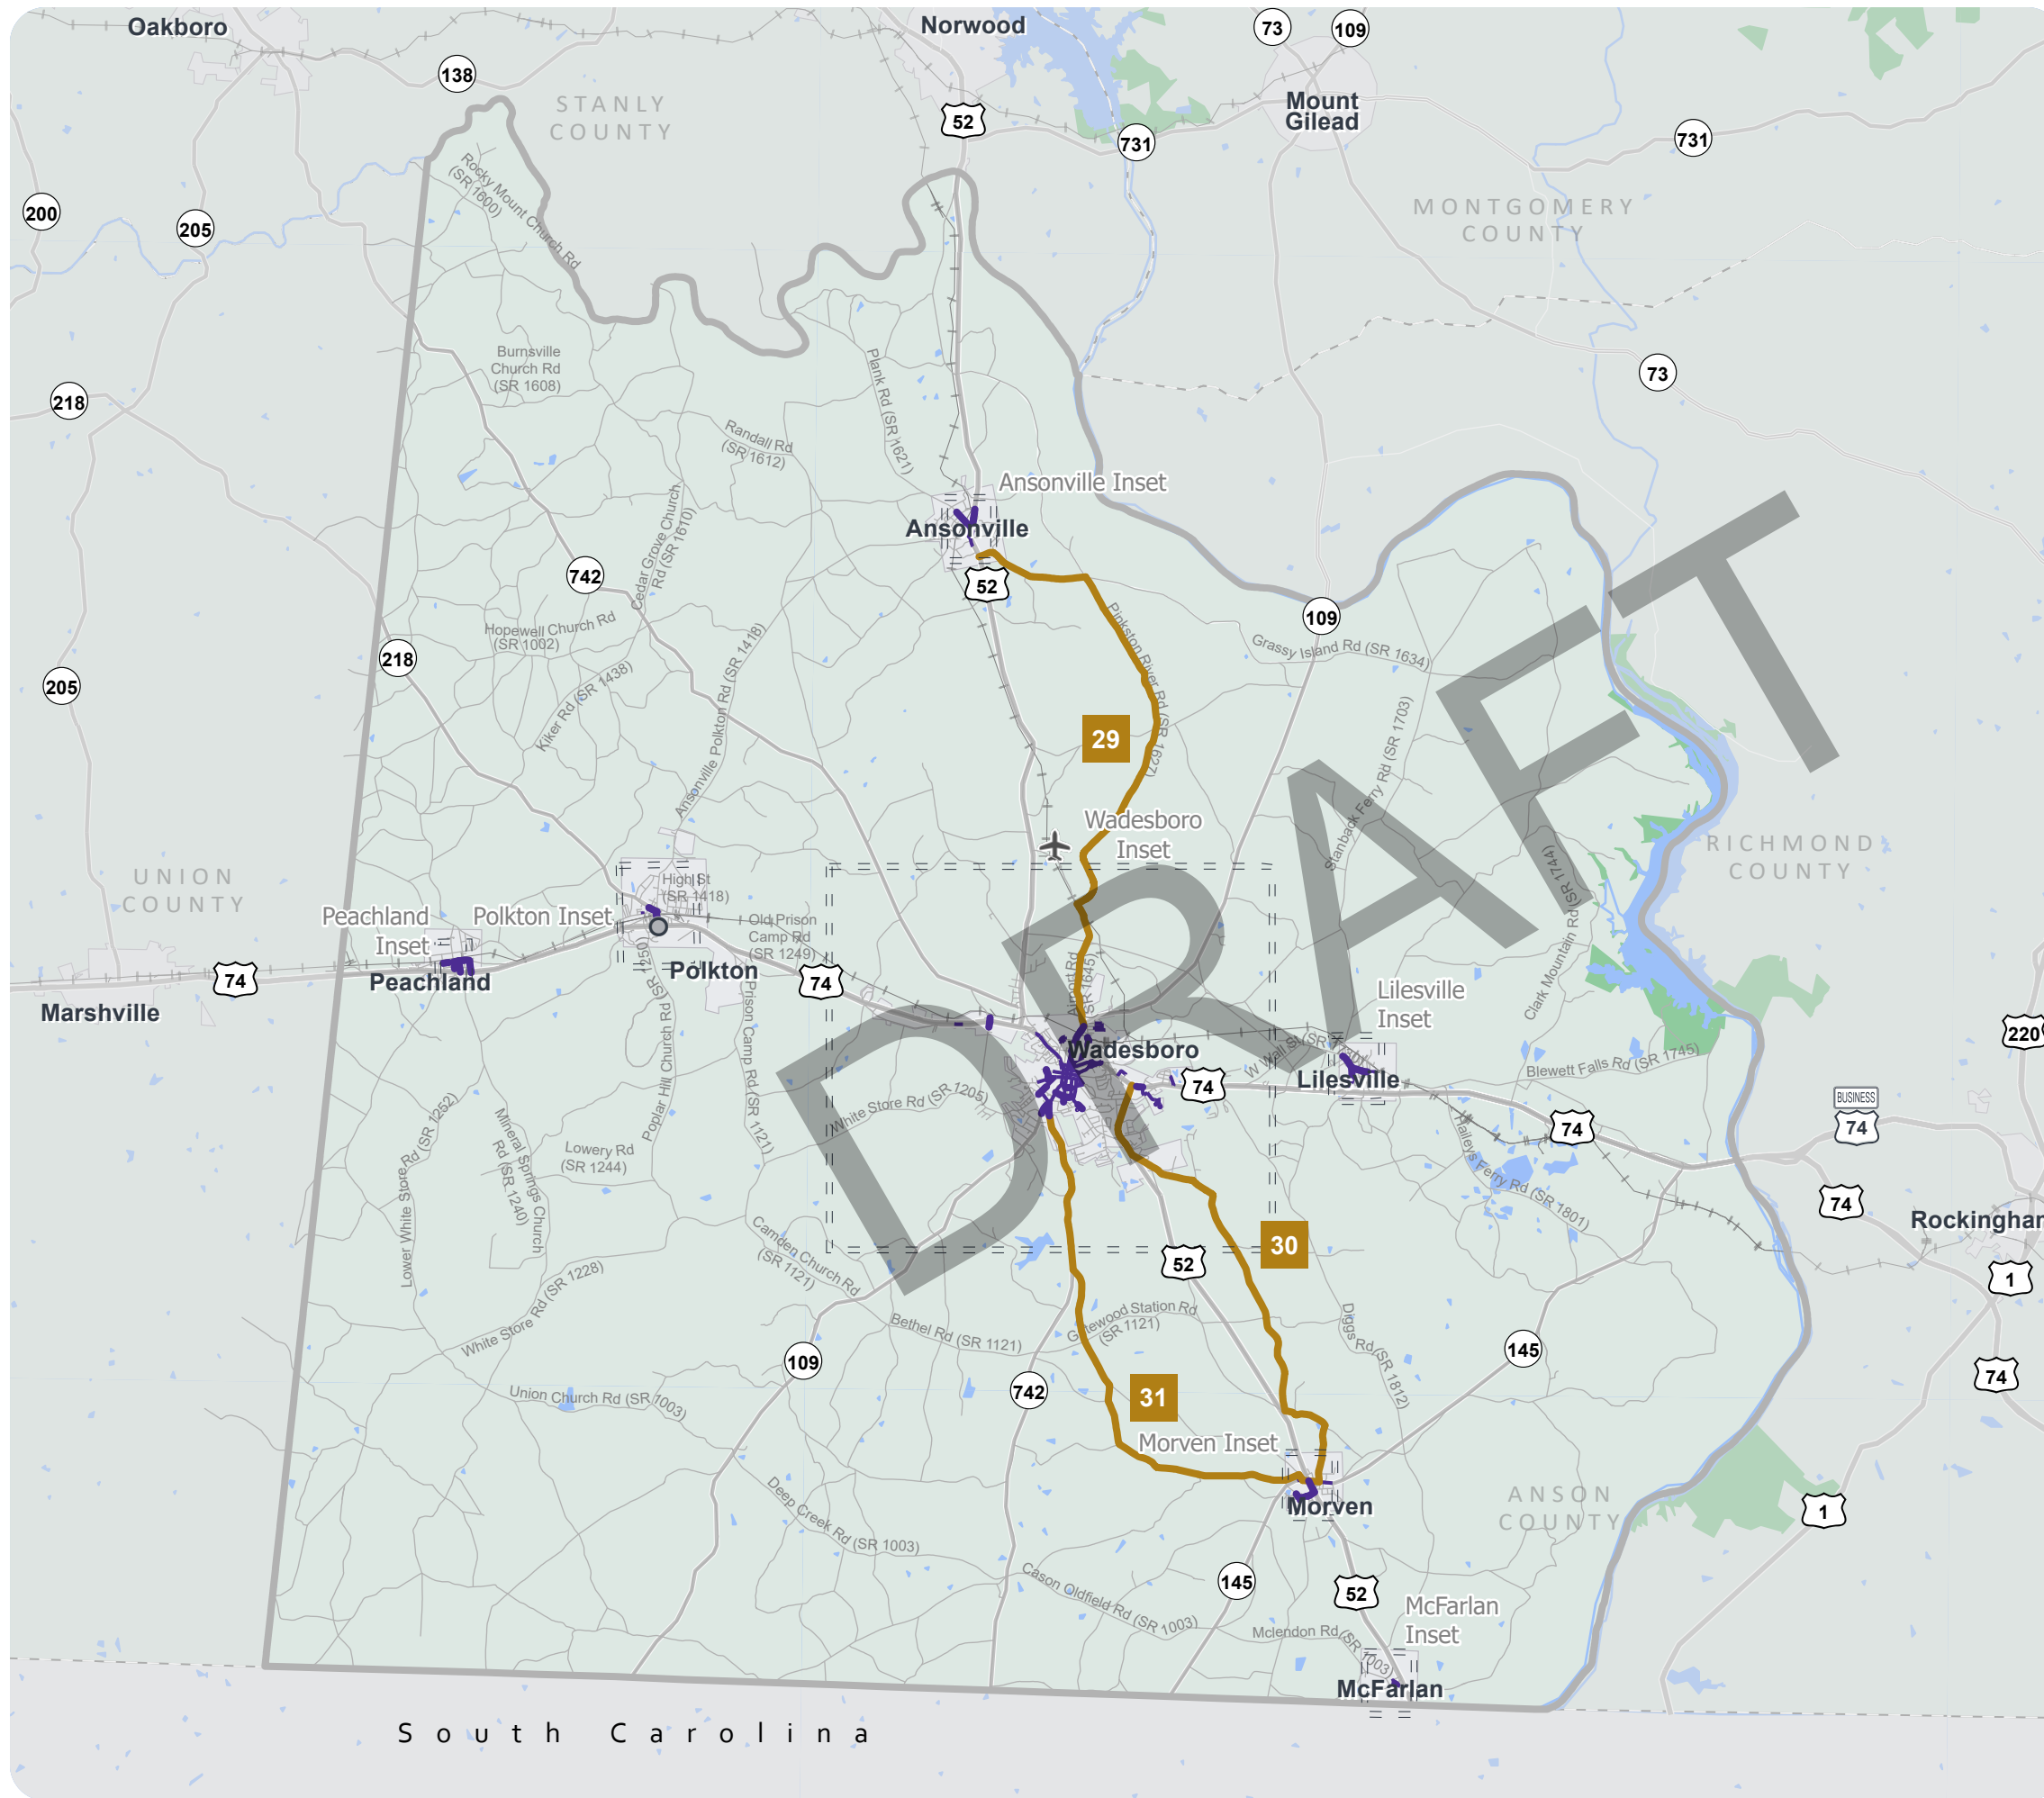 Oakboro
Norwood
73
109
138
STANLY
COUNTY
52
Mount
Gilead
731
731
200
205
Rocky Mount Church Rd
(SR 1600)
MONTGOMERY
COUNTY
Burnsville
Church Rd
(SR 1608)
Plank Rd (SR 1621)
73
218
Randall Rd
(SR 1612)
Ansonville Inset
Ansonville
Cedar Grove Church
Rd (SR 1610)
742
52
Hopewell Church Rd
(SR 1002)
109
Pinkston River Rd (SR 1627)
Grassy Island Rd (SR 1634)
218
205
Kiker Rd (SR 1438)
Ansonville Polkton Rd (SR 1418)
29
Stanback Ferry Rd (SR 1703)
Wadesboro
Inset
RICHMOND
COUNTY
UNION
COUNTY
High St
(SR 1418)
Peachland
Inset
Polkton Inset
Old Prison
Camp Rd
(SR 1249)
Clark Mountain Rd (SR 1744)
Polkton
74
Peachland
74
Marshville
Airport Rd
(SR 1645)
Lilesville
Inset
220
Wadesboro
W Wall St (SR
Lilesville
Blewett Falls Rd (SR 1745)
74
BUSINESS
74
74
White Store Rd (SR 1205)
Lower White Store Rd (SR 1252)
Mineral Springs Church
Rd (SR 1240)
Lowery Rd
(SR 1244)
Poplar Hill Church Rd (SR 1250)
Prison Camp Rd (SR 1121)
Haileys Ferry Rd (SR 1801)
74
Rockingham
Camden Church Rd
(SR 1121)
30
52
1
White Store Rd (SR 1228)
Bethel Rd (SR 1121)
Gatewood Station Rd
(SR 1121)
Diggs Rd (SR 1812)
109
145
74
742
Union Church Rd (SR 1003)
31
Morven Inset
Morven
ANSON
COUNTY
1
Deep Creek Rd (SR 1003)
Cason Oldfield Rd (SR 1003)
145
52
McFarlan
Inset
Mclendon Rd (SR 1003)
McFarlan
South Carolina
DRAFT